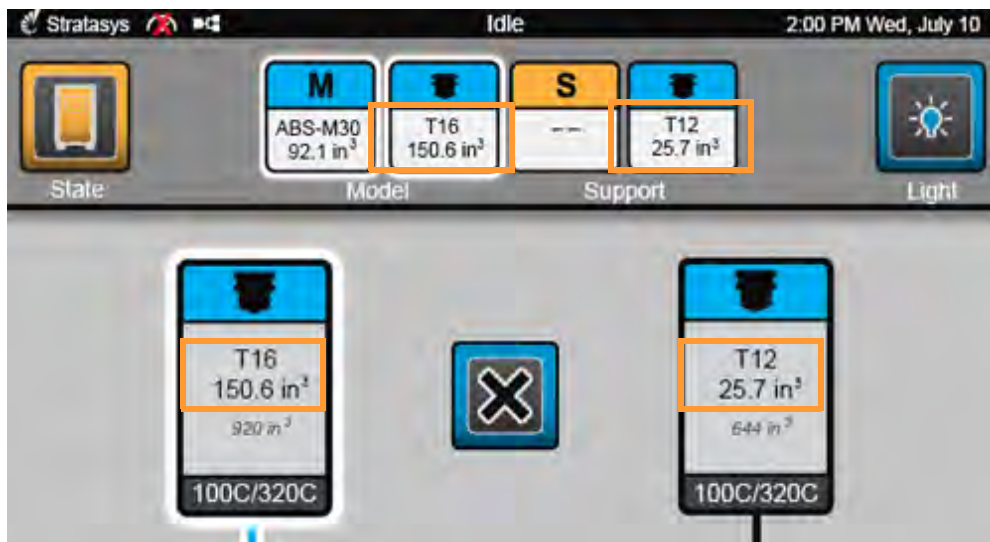 Stratasys Idle 2:00 PM Wed, July 10
M S
ABS-M30 T16 -- T12
92.1 in³ 150.6 in³ 25.7 in³
State Model Support Light
T16 T12
150.6 in³ 25.7 in³
920 in³ 644 in³
100C/320C 100C/320C